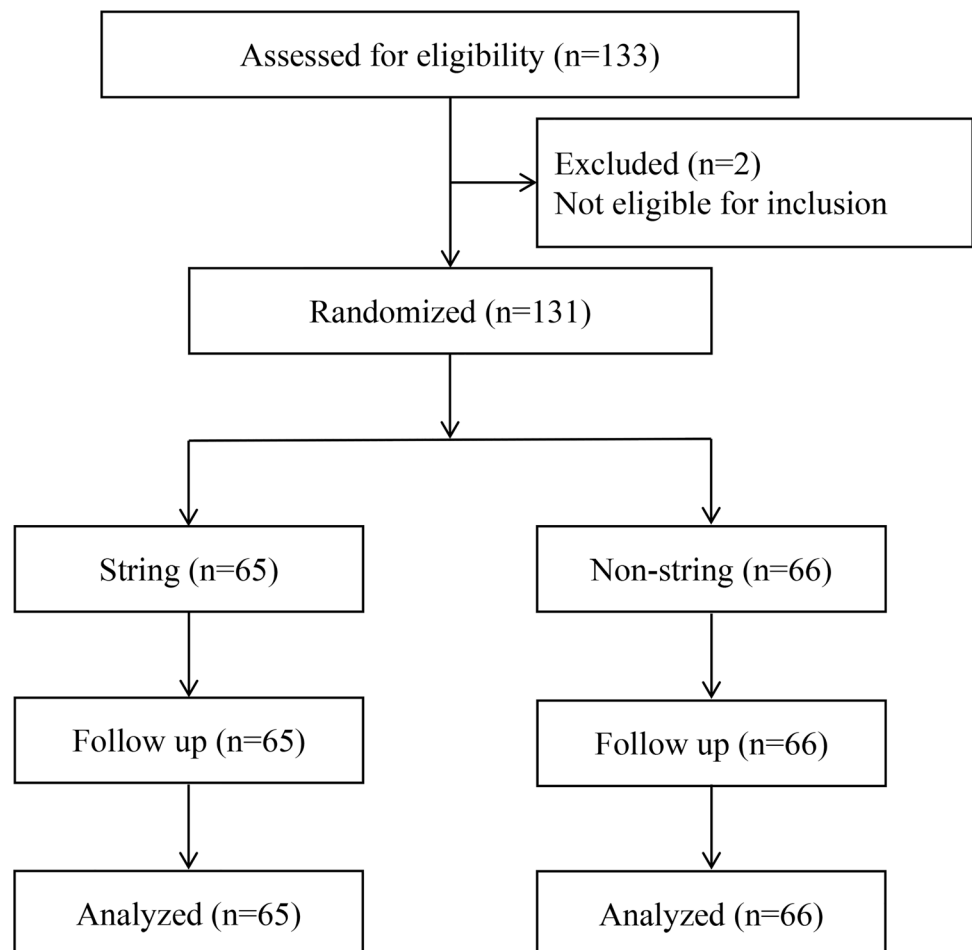 Assessed for eligibility (n=133)
Excluded (n=2)
Not eligible for inclusion
Randomized (n=131)
String (n=65)
Non-string (n=66)
Follow up (n=65)
Follow up (n=66)
Analyzed (n=65)
Analyzed (n=66)